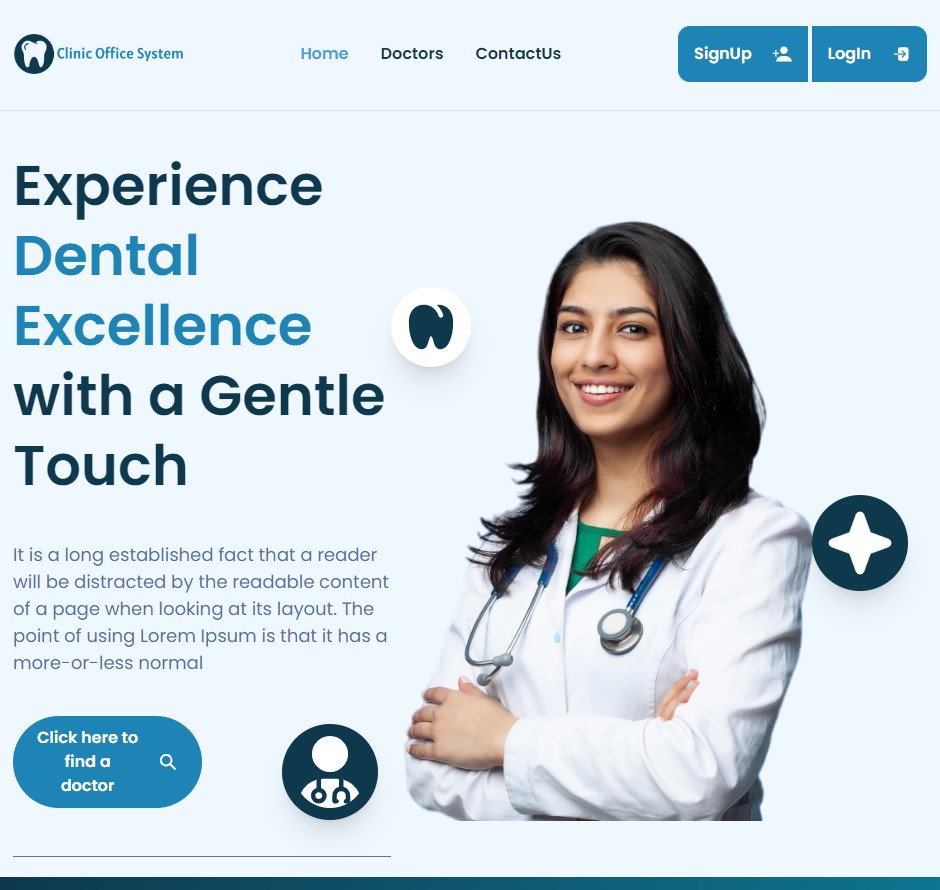 Clinic Office System
Home
Doctors
ContactUs
SignUp
LogIn
Experience
Dental
Excellence
with a Gentle
Touch
It is a long established fact that a reader
will be distracted by the readable content
of a page when looking at its layout. The
point of using Lorem Ipsum is that it has a
more-or-less normal
Click here to
find a
doctor